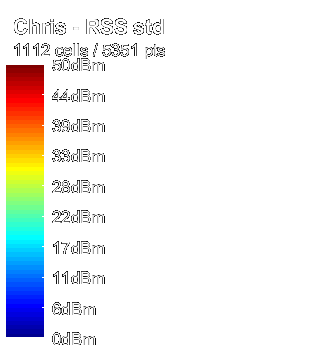 Chris - RSS std
1112 cells / 5351 pts
50dBm
44dBm
39dBm
33dBm
28dBm
22dBm
17dBm
11dBm
6dBm
0dBm